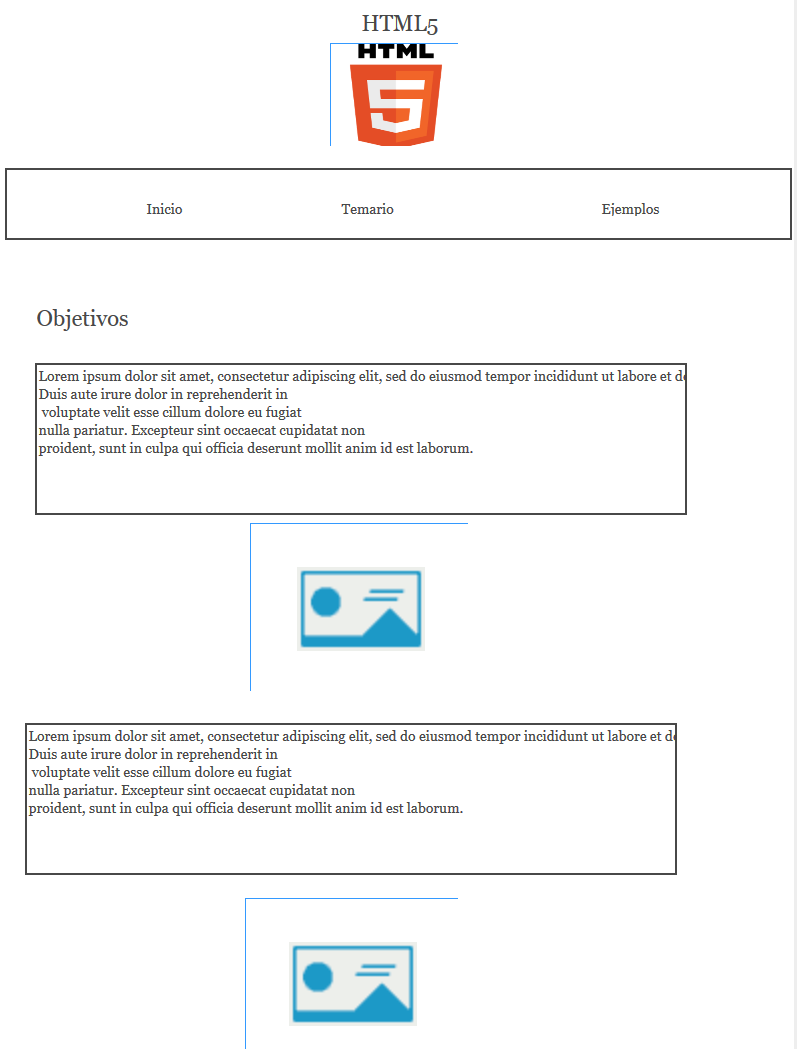 HTML5
HTML
5
Inicio Temario Ejemplos
Objetivos
Lorem ipsum dolor sit amet, consectetur adipiscing elit, sed do eiusmod tempor incididunt ut labore et
Duis aute irure dolor in reprehenderit in
voluptate velit esse cillum dolore eu fugiat
nulla pariatur. Excepteur sint occaecat cupidatat non
proident, sunt in culpa qui officia deserunt mollit anim id est laborum.
Lorem ipsum dolor sit amet, consectetur adipiscing elit, sed do eiusmod tempor incididunt ut labore et
Duis aute irure dolor in reprehenderit in
voluptate velit esse cillum dolore eu fugiat
nulla pariatur. Excepteur sint occaecat cupidatat non
proident, sunt in culpa qui officia deserunt mollit anim id est laborum.